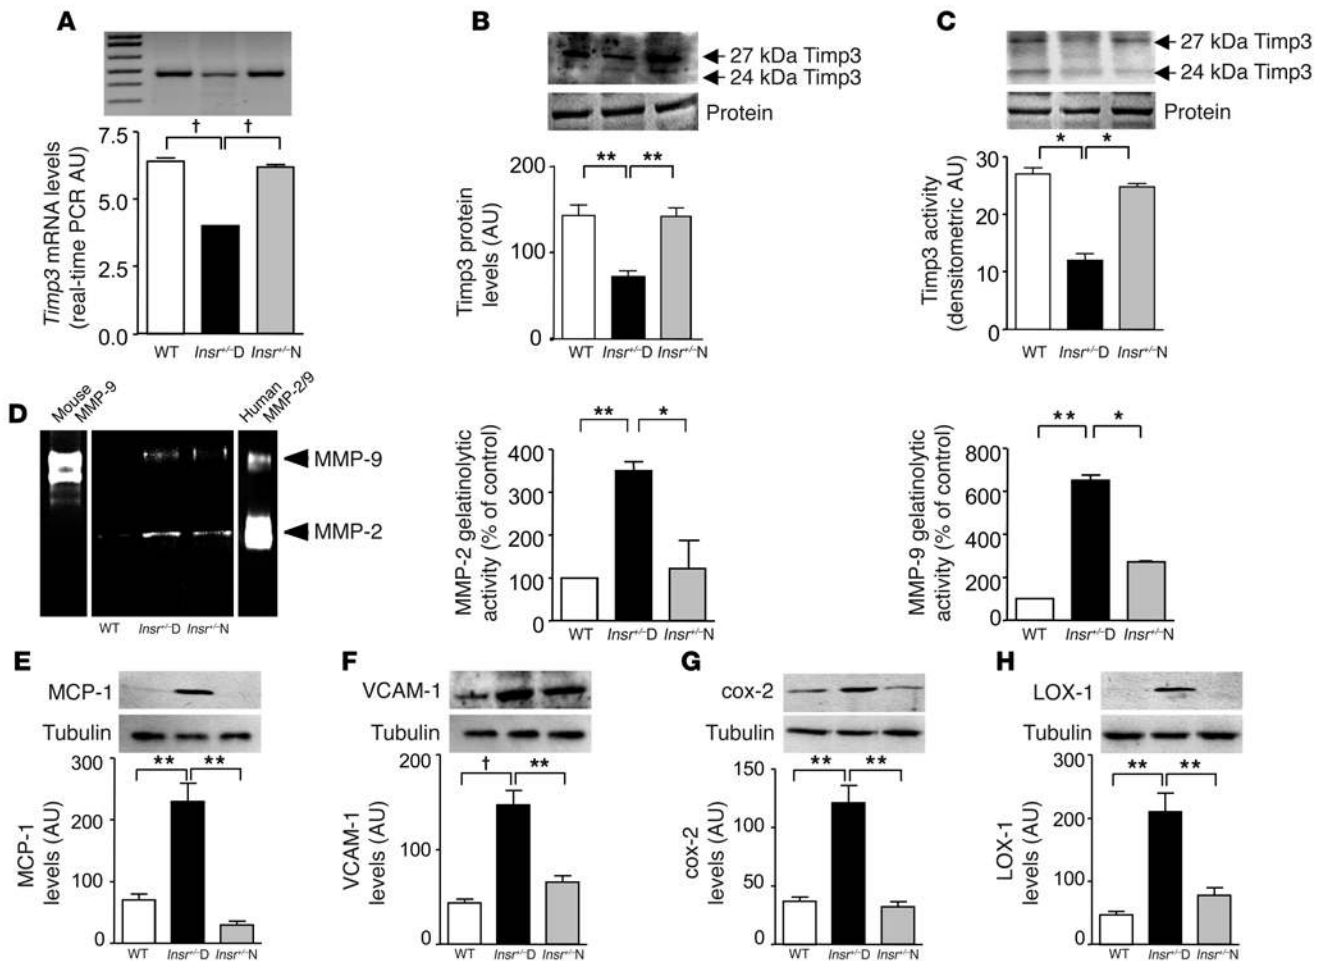 A
Timp3 mRNA levels
(real-time PCR AU)
7.5
5.0
2.5
0.0
†
†
WT
Insr+/–D
Insr+/–N
B
27 kDa Timp3
24 kDa Timp3
Protein
Timp3 protein
levels (AU)
200
100
0
**
**
WT
Insr+/–D
Insr+/–N
C
27 kDa Timp3
24 kDa Timp3
Protein
Timp3 activity
(densitometric AU)
30
20
10
0
*
*
WT
Insr+/–D
Insr+/–N
D
Mouse
MMP-9
Human
MMP-2/9
MMP-9
MMP-2
WT
Insr+/–D
Insr+/–N
MMP-2 gelatinolytic
activity (% of control)
400
300
200
100
0
**
*
WT
Insr+/–D
Insr+/–N
MMP-9 gelatinolytic
activity (% of control)
800
600
400
200
0
**
*
WT
Insr+/–D
Insr+/–N
E
MCP-1
Tubulin
MCP-1
levels (AU)
300
200
100
0
**
**
WT
Insr+/–D
Insr+/–N
F
VCAM-1
Tubulin
VCAM-1
levels (AU)
200
100
0
†
**
WT
Insr+/–D
Insr+/–N
G
cox-2
Tubulin
cox-2
levels (AU)
150
100
50
0
**
**
WT
Insr+/–D
Insr+/–N
H
LOX-1
Tubulin
LOX-1
levels (AU)
300
200
100
0
**
**
WT
Insr+/–D
Insr+/–N